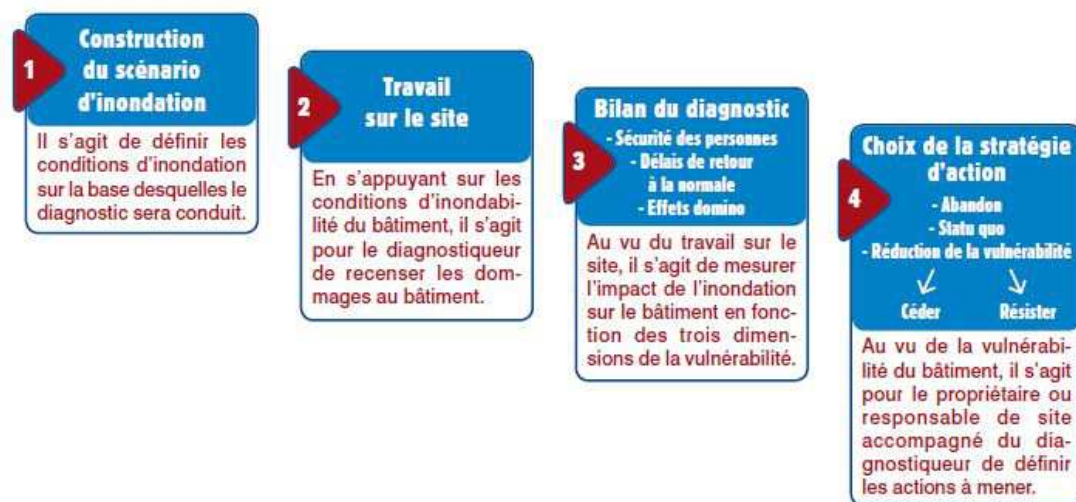 1
Construction
du scénario
d'inondation
Il s'agit de définir les
conditions d'inondation
sur la base desquelles le
diagnostic sera conduit.
2
Travail
sur le site
En s'appuyant sur les
conditions d'inondabi-
lité du bâtiment, il s'agit
pour le diagnostiqueur
de recenser les dom-
mages au bâtiment.
3
Bilan du diagnostic
- Sécurité des personnes
- Délais de retour
à la normale
- Effets domino
Au vu du travail sur le
site, il s'agit de mesurer
l'impact de l'inondation
sur le bâtiment en fonc-
tion des trois dimen-
sions de la vulnérabilité.
4
Choix de la stratégie
d'action
- Abandon
- Statu quo
- Réduction de la vulnérabilité
Céder Résister
Au vu de la vulnérabi-
lité du bâtiment, il s'agit
pour le propriétaire ou
responsable de site
accompagné du dia-
gnostiqueur de définir
les actions à mener.